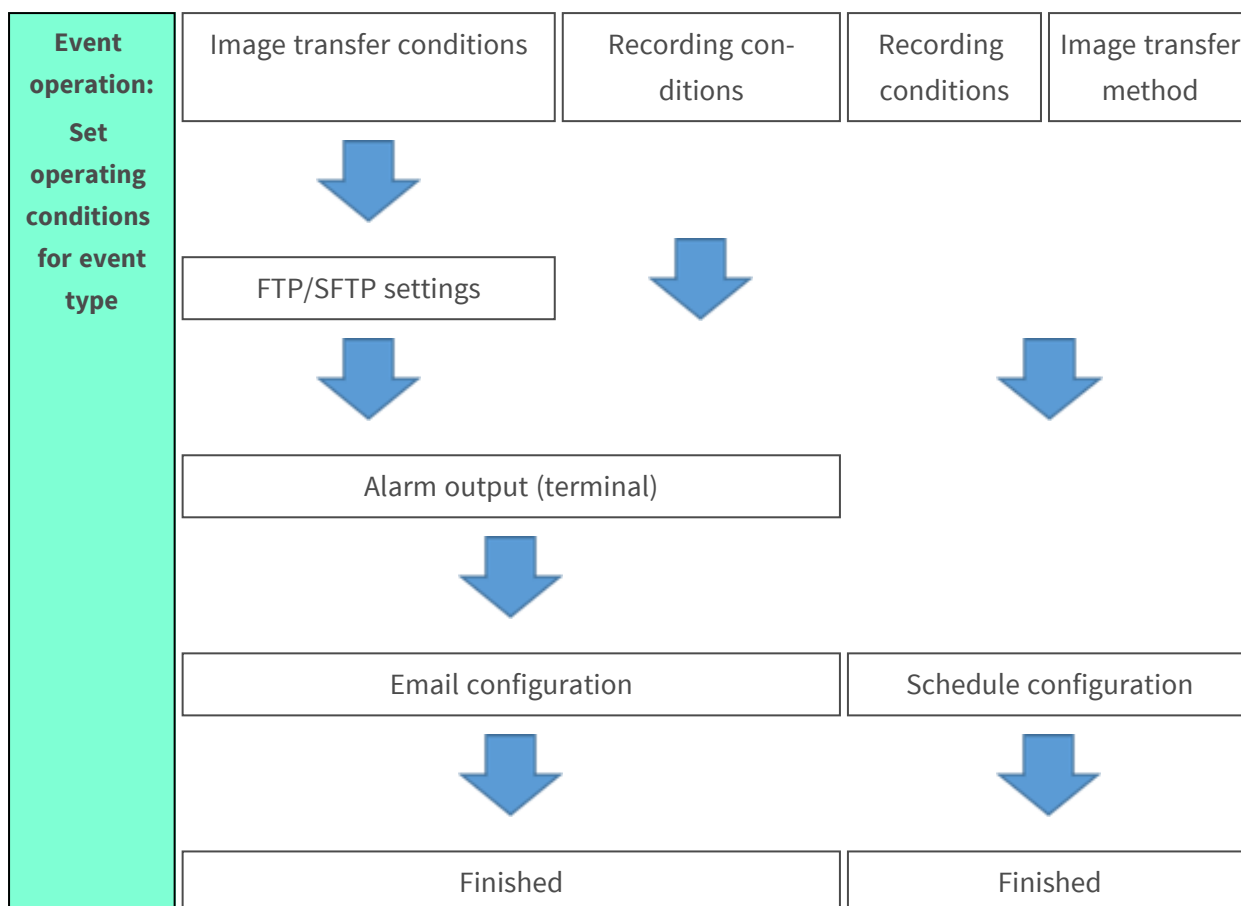 Event
operation:
Set
operating
conditions
for event
type
Image transfer conditions
Recording con-
ditions
Recording
conditions
Image transfer
method
FTP/SFTP settings
Alarm output (terminal)
Email configuration
Schedule configuration
Finished
Finished